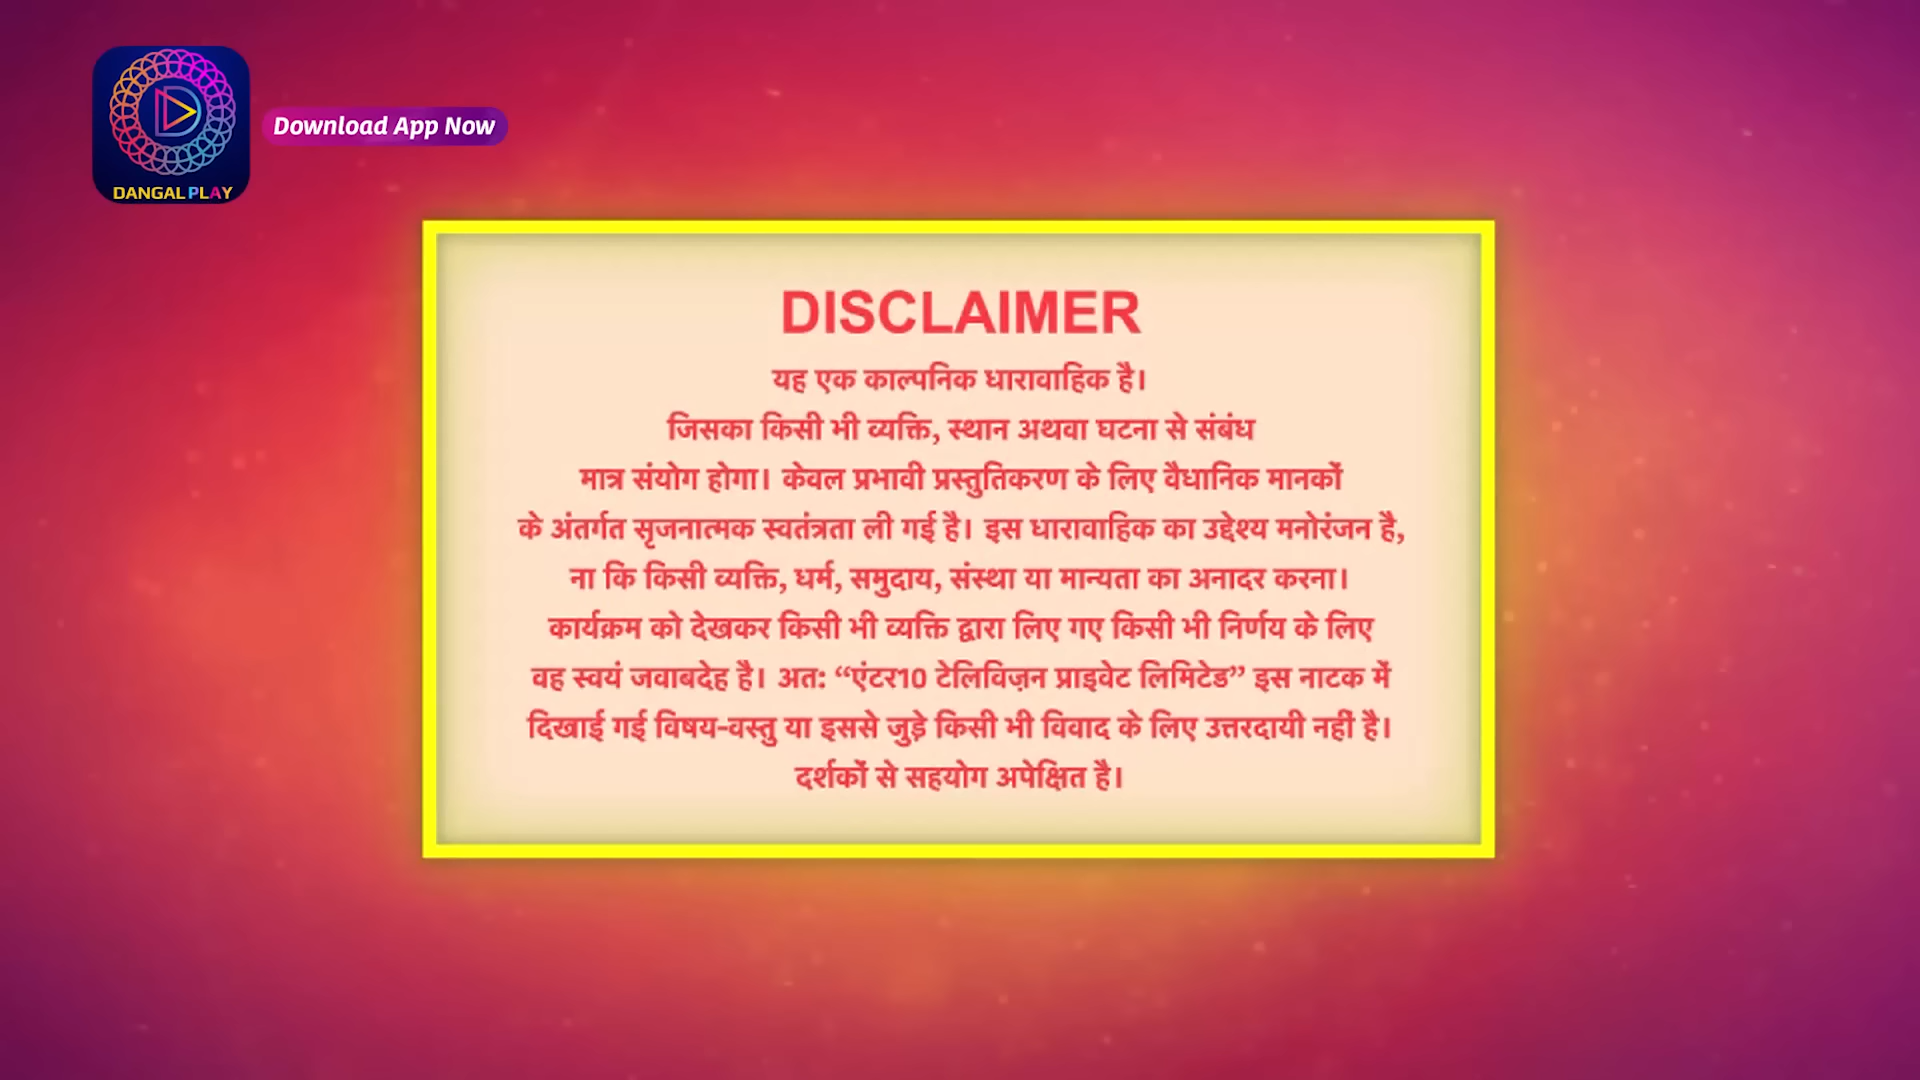 DANGAL PLAY
Download App Now
DISCLAIMER
यह एक काल्पनिक धारावाहिक है।
जिसका किसी भी व्यक्ति, स्थान अथवा घटना से संबंध
मात्र संयोग होगा। केवल प्रभावी प्रस्तुतिकरण के लिए वैधानिक मानकों
के अंतर्गत सृजनात्मक स्वतंत्रता ली गई है। इस धारावाहिक का उद्देश्य मनोरंजन है,
ना कि किसी व्यक्ति, धर्म, समुदाय, संस्था या मान्यता का अनादर करना।
कार्यक्रम को देखकर किसी भी व्यक्ति द्वारा लिए गए किसी भी निर्णय के लिए
वह स्वयं जवाबदेह है। अत: “एंटर10 टेलिविज़न प्राइवेट लिमिटेड” इस नाटक में
दिखाई गई विषय-वस्तु या इससे जुड़े किसी भी विवाद के लिए उत्तरदायी नहीं है।
दर्शकों से सहयोग अपेक्षित है।